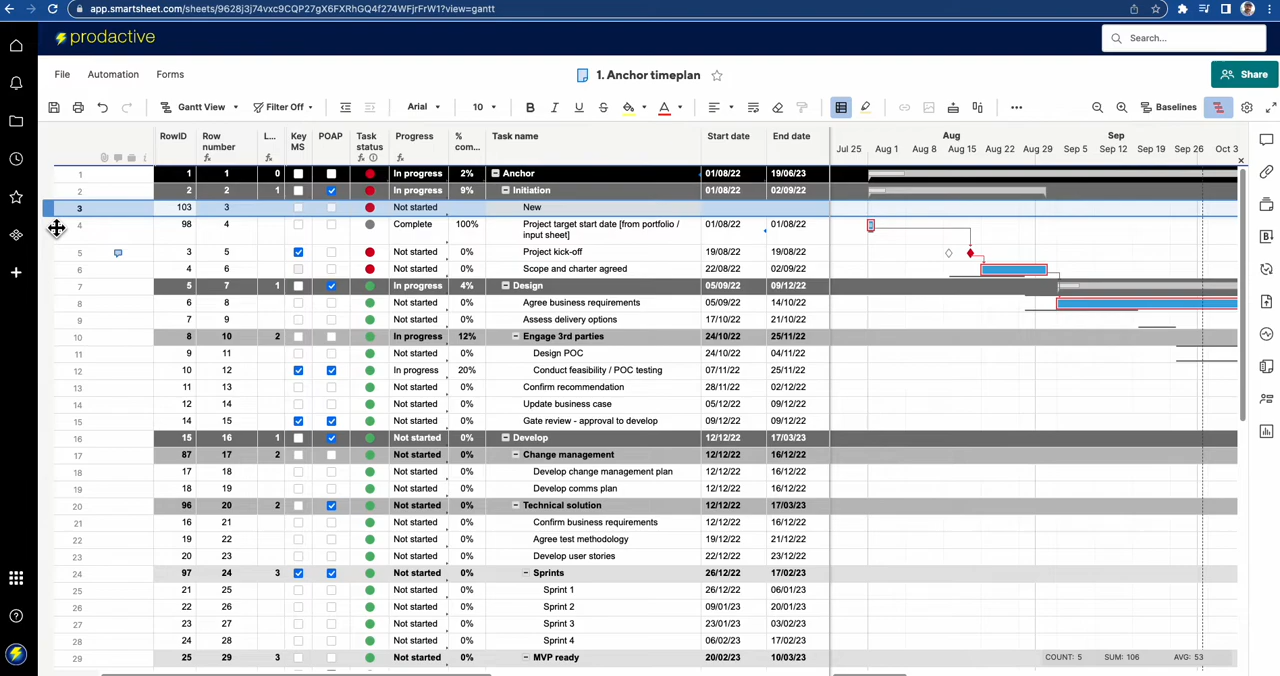 app.smartsheet.com/sheets/9628j3j74vxc9CQP27gX6FXRhGQ4f274WFjrFrW1?view=gantt
prodactive
Search...
File Automation Forms
1. Anchor timeplan
Share
Gantt View Filter Off Arial 10 B I U S A Baselines
RowID Row number L... Key MS POAP Task status Progress % com... Task name Start date End date
fx fx fx fx
Aug Sep
Jul 25 Aug 1 Aug 8 Aug 15 Aug 22 Aug 29 Sep 5 Sep 12 Sep 19 Sep 26 Oct 3
1 1 1 0 In progress 2% Anchor 01/08/22 19/06/23
2 2 2 1 In progress 9% Initiation 01/08/22 02/09/22
3 103 3 Not started New
4 98 4 Complete 100% Project target start date [from portfolio / input sheet] 01/08/22 01/08/22
5 3 5 Not started 0% Project kick-off 19/08/22 19/08/22
6 4 6 Not started 0% Scope and charter agreed 22/08/22 02/09/22
7 5 7 1 In progress 4% Design 05/09/22 09/12/22
8 6 8 Not started 0% Agree business requirements 05/09/22 14/10/22
9 7 9 Not started 0% Assess delivery options 17/10/22 21/10/22
10 8 10 2 In progress 12% Engage 3rd parties 24/10/22 25/11/22
11 9 11 Not started 0% Design POC 24/10/22 04/11/22
12 10 12 In progress 20% Conduct feasibility / POC testing 07/11/22 25/11/22
13 11 13 Not started 0% Confirm recommendation 28/11/22 02/12/22
14 12 14 Not started 0% Update business case 05/12/22 09/12/22
15 14 15 Not started 0% Gate review - approval to develop 09/12/22 09/12/22
16 15 16 1 Not started 0% Develop 12/12/22 17/03/23
17 87 17 2 Not started 0% Change management 12/12/22 16/12/22
18 17 18 Not started 0% Develop change management plan 12/12/22 16/12/22
19 18 19 Not started 0% Develop comms plan 12/12/22 16/12/22
20 96 20 2 Not started 0% Technical solution 12/12/22 17/03/23
21 16 21 Not started 0% Confirm business requirements 12/12/22 16/12/22
22 19 22 Not started 0% Agree test methodology 19/12/22 21/12/22
23 20 23 Not started 0% Develop user stories 22/12/22 23/12/22
24 97 24 3 Not started 0% Sprints 26/12/22 17/02/23
25 21 25 Not started 0% Sprint 1 26/12/22 06/01/23
26 22 26 Not started 0% Sprint 2 09/01/23 20/01/23
27 23 27 Not started 0% Sprint 3 23/01/23 03/02/23
28 24 28 Not started 0% Sprint 4 06/02/23 17/02/23
29 25 29 3 Not started 0% MVP ready 20/02/23 10/03/23
COUNT: 5 SUM: 106 AVG: 53